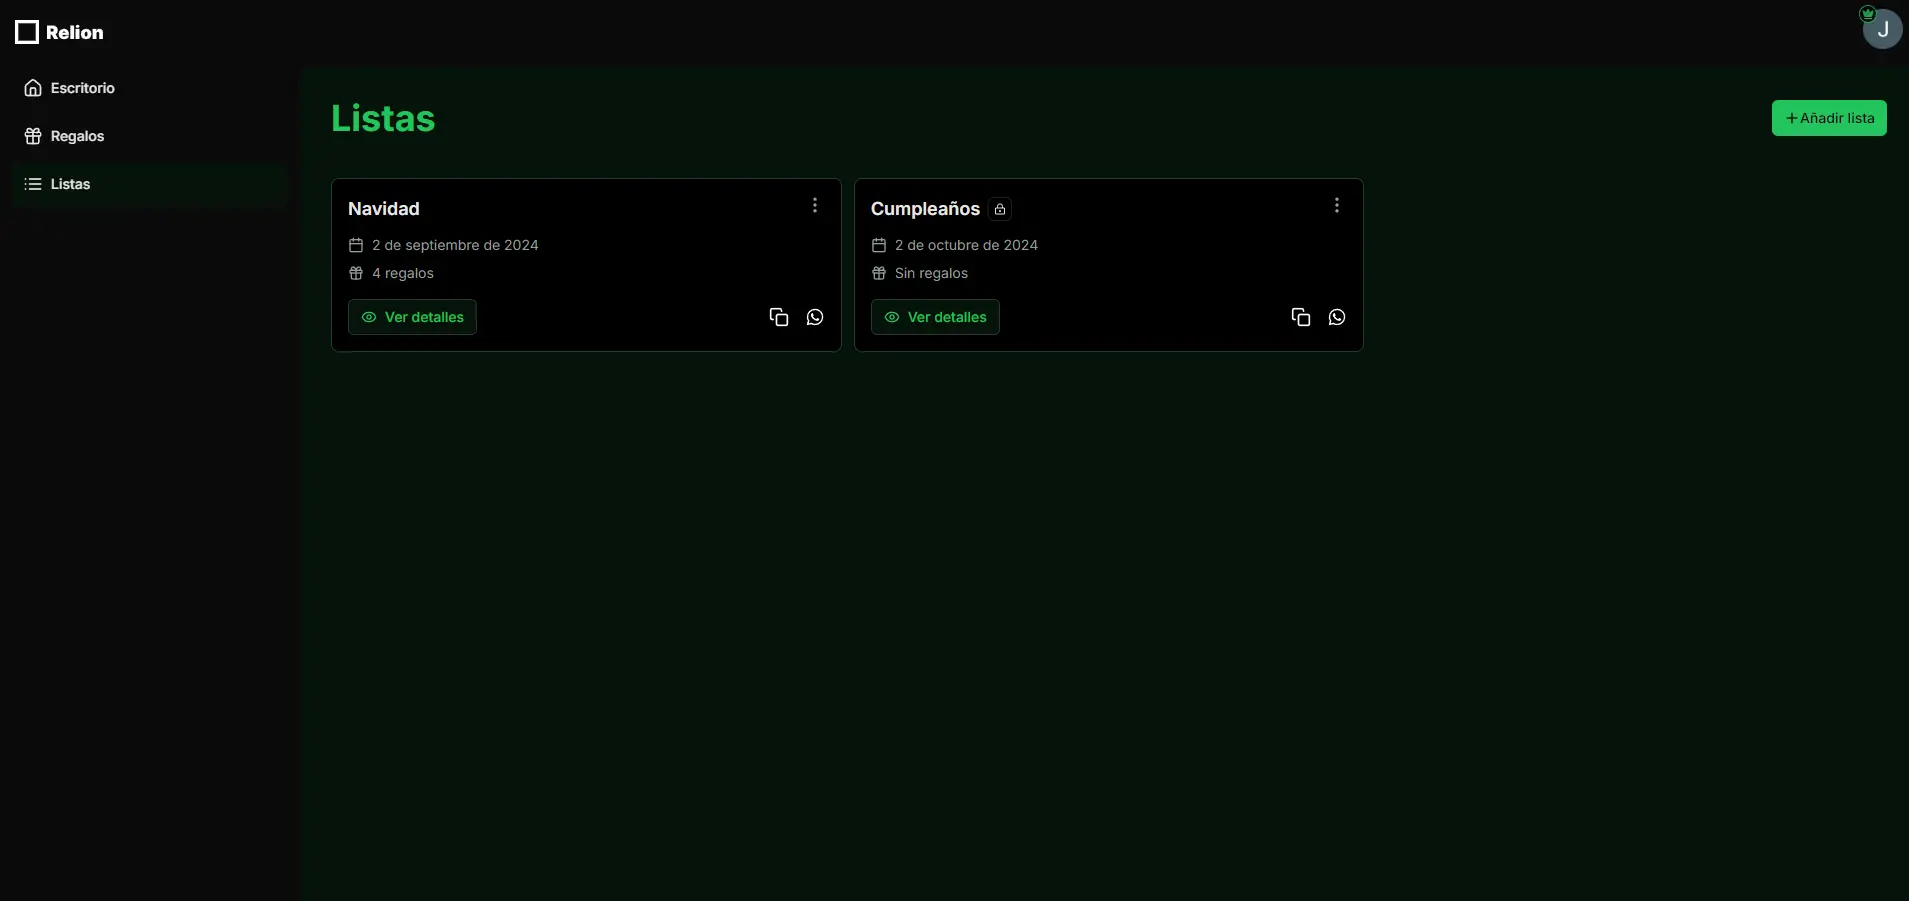 Relion
J
Escritorio
Regalos
Listas
Listas
Añadir lista
Navidad
2 de septiembre de 2024
4 regalos
Ver detalles
Cumpleaños
2 de octubre de 2024
Sin regalos
Ver detalles